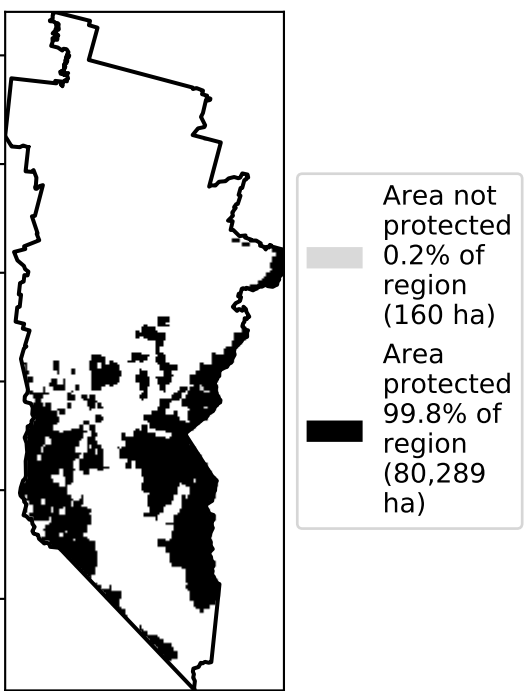 Area not
protected
0.2% of
region
(160 ha)
Area
protected
99.8% of
region
(80,289
ha)